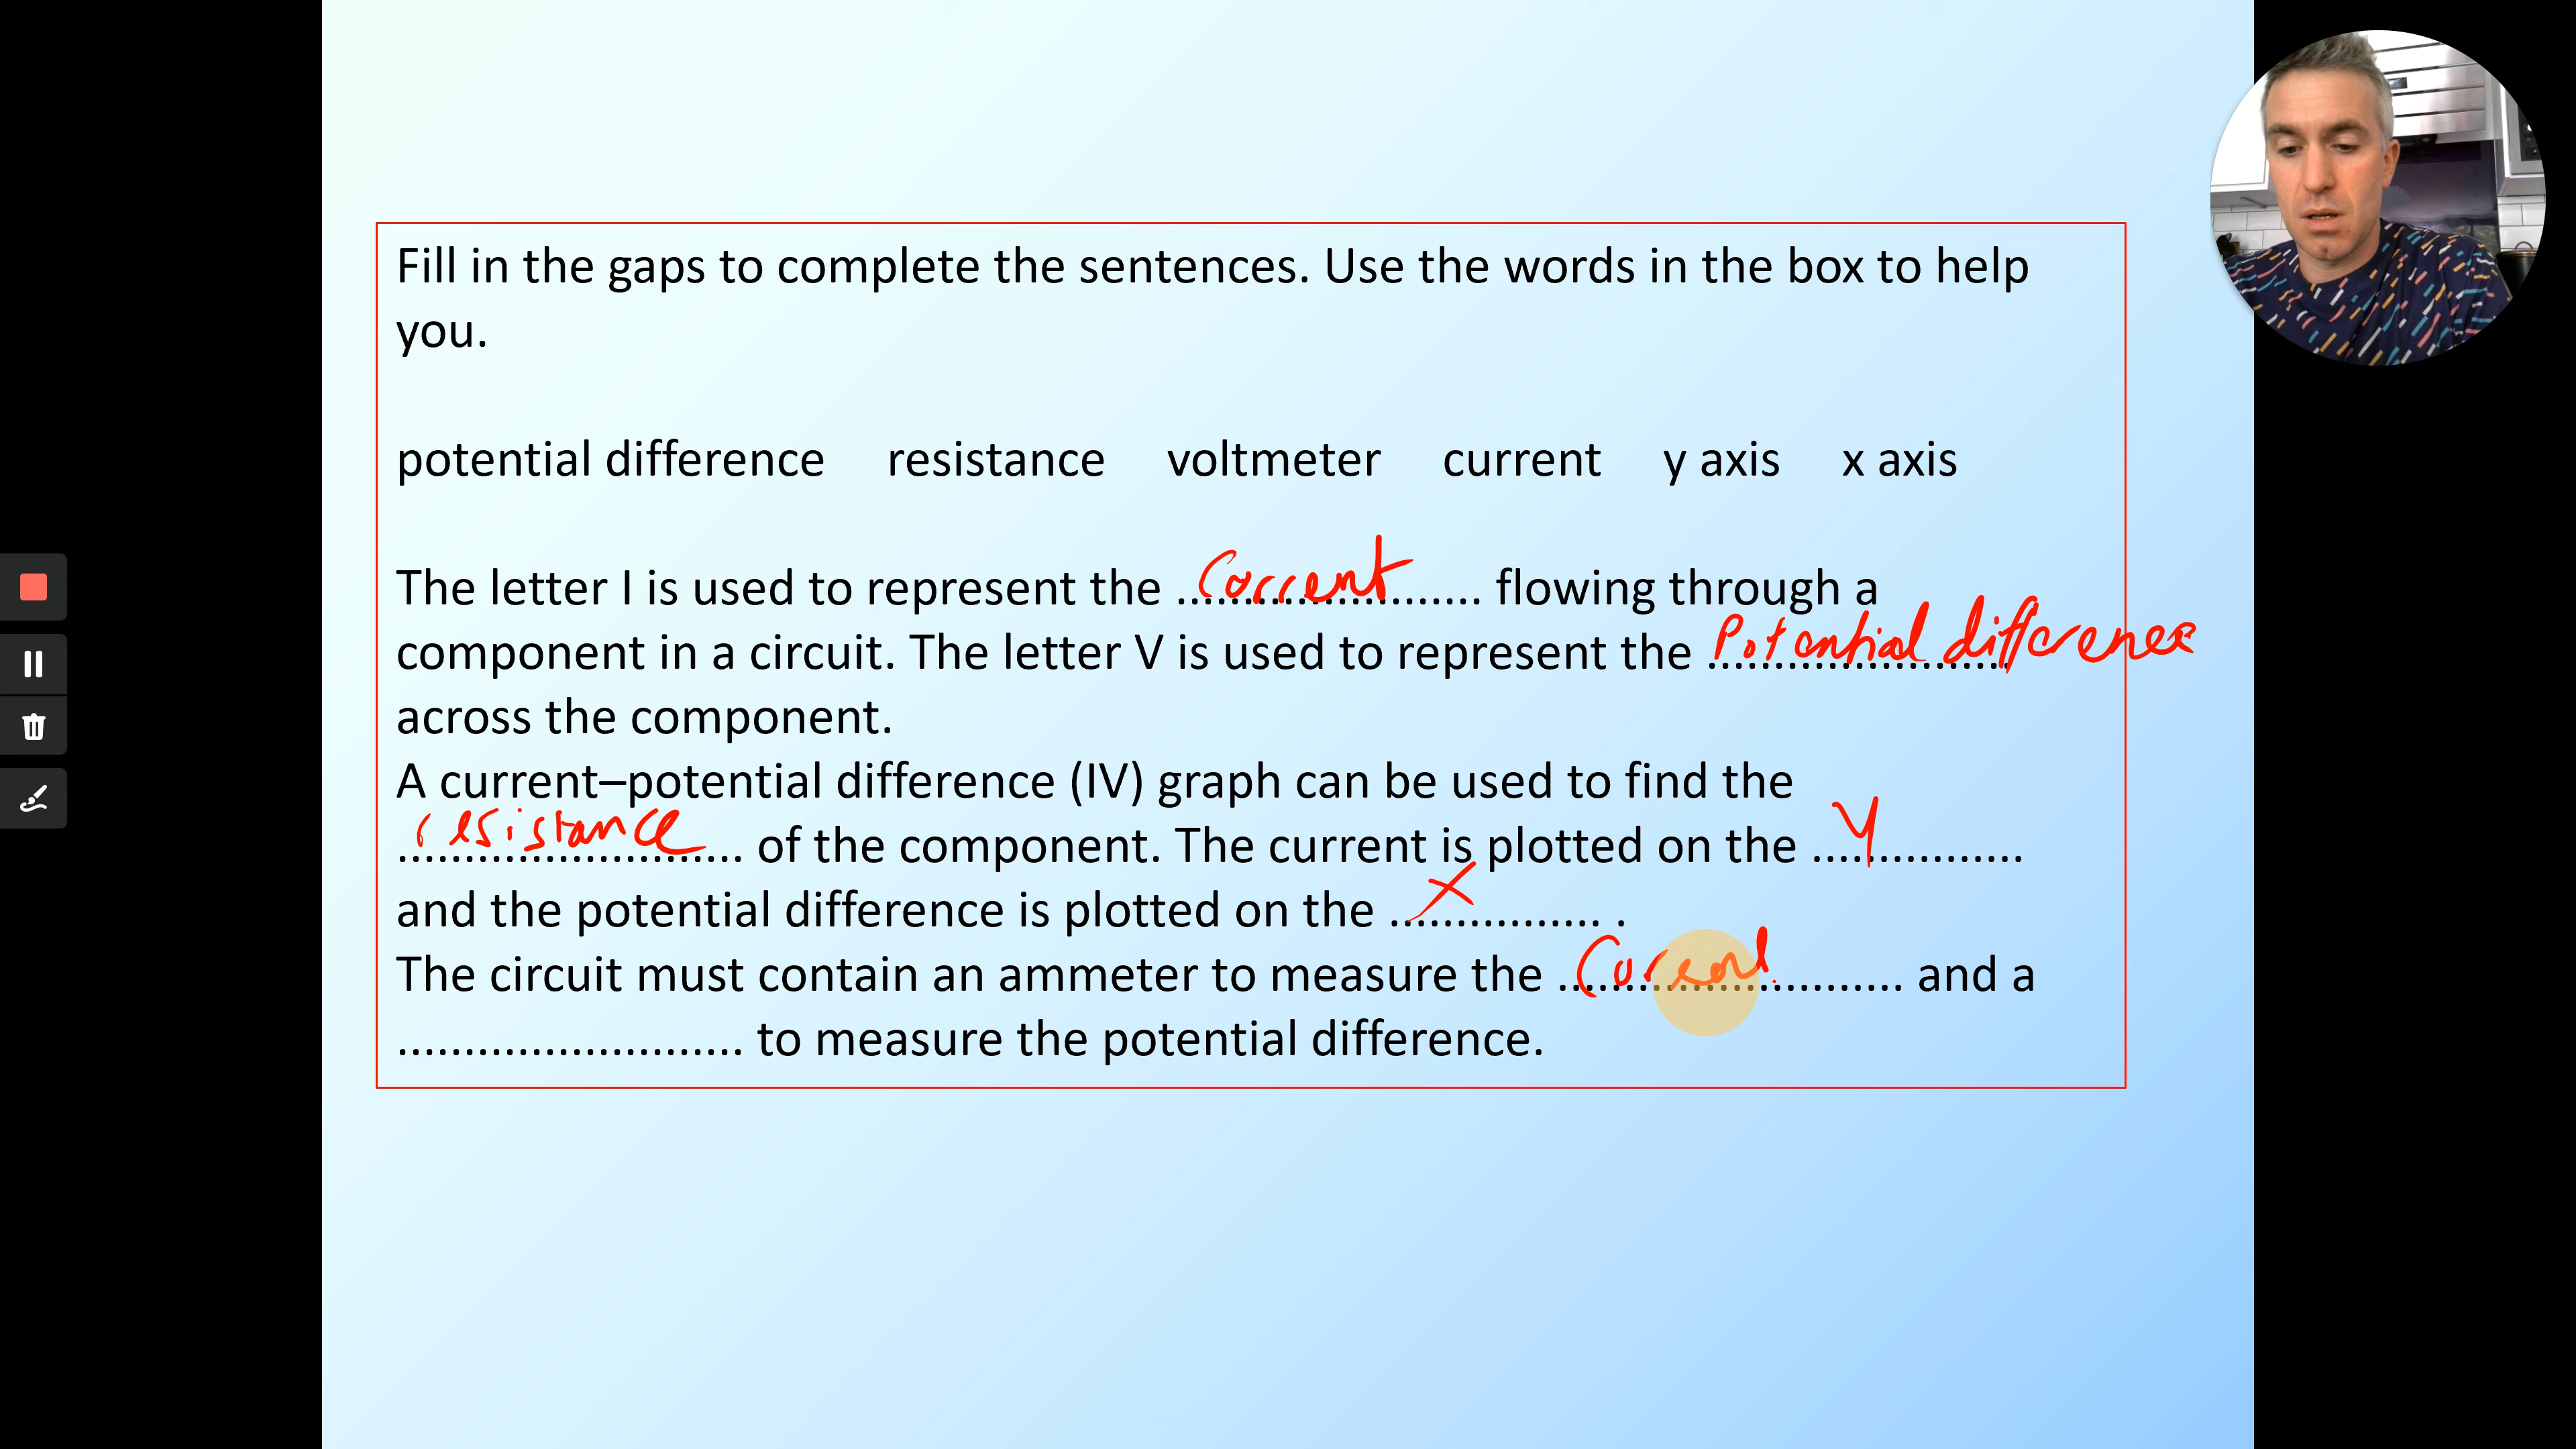 Fill in the gaps to complete the sentences. Use the words in the box to help
you.
potential difference resistance voltmeter current y axis x axis
The letter I is used to represent the ....Current.... flowing through a
component in a circuit. The letter V is used to represent the ....Potential difference
across the component.
A current–potential difference (IV) graph can be used to find the
....resistance.... of the component. The current is plotted on the ....Y....
and the potential difference is plotted on the ....X.... .
The circuit must contain an ammeter to measure the ....Current.... and a
.......................... to measure the potential difference.